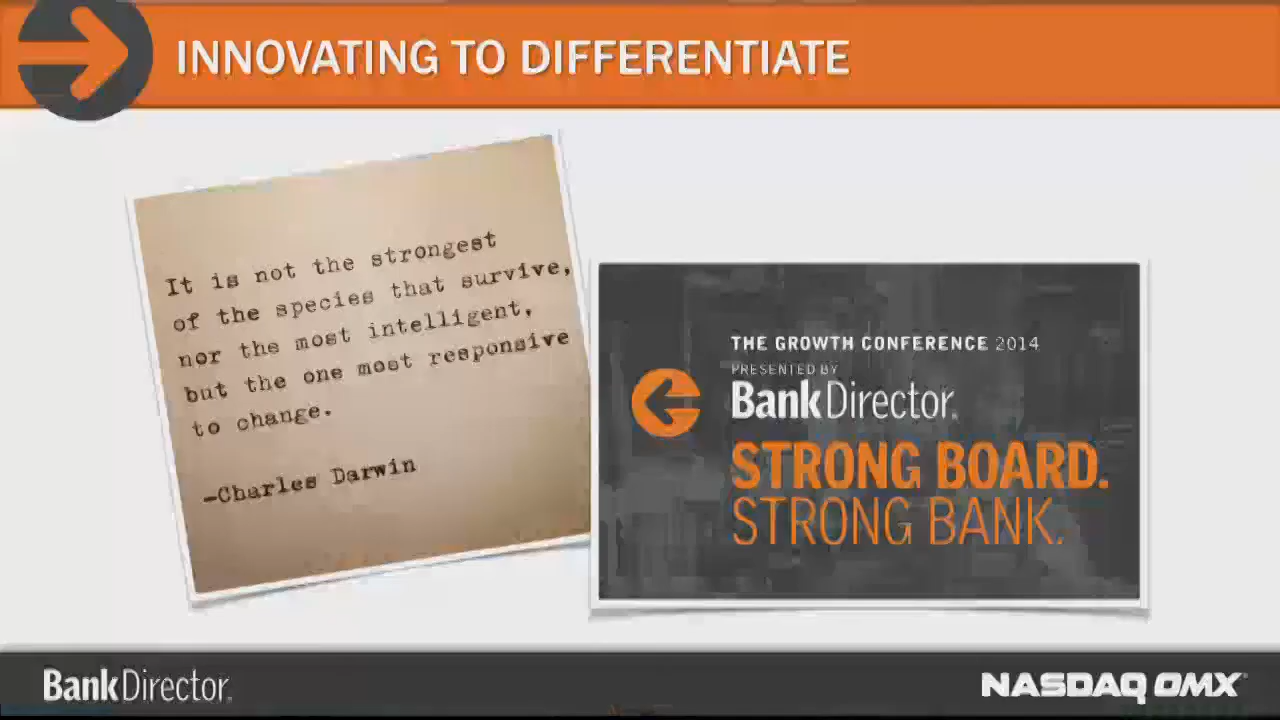 INNOVATING TO DIFFERENTIATE
It is not the strongest
of the species that survive,
nor the most intelligent,
but the one most responsive
to change.
-Charles Darwin
THE GROWTH CONFERENCE 2014
PRESENTED BY
BankDirector.
STRONG BOARD.
STRONG BANK.
BankDirector.
NASDAQ OMX